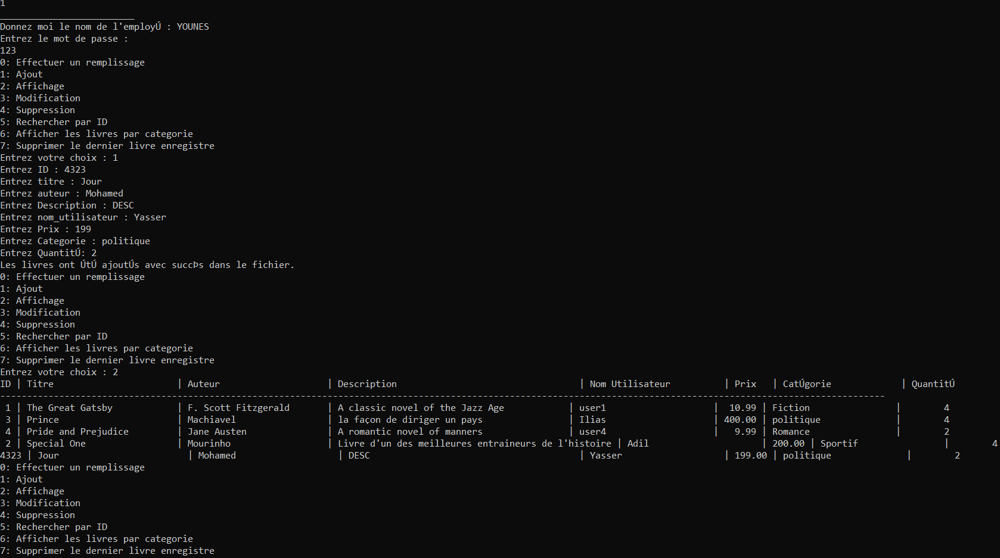 1
_________________________
Donnez moi le nom de l'employÚ : YOUNES
Entrez le mot de passe :
123
0: Effectuer un remplissage
1: Ajout
2: Affichage
3: Modification
4: Suppression
5: Rechercher par ID
6: Afficher les livres par categorie
7: Supprimer le dernier livre enregistre
Entrez votre choix : 1
Entrez ID : 4323
Entrez titre : Jour
Entrez auteur : Mohamed
Entrez Description : DESC
Entrez nom_utilisateur : Yasser
Entrez Prix : 199
Entrez Categorie : politique
Entrez QuantitÚ: 2
Les livres ont ÚtÚ ajoutÚs avec succÞs dans le fichier.
0: Effectuer un remplissage
1: Ajout
2: Affichage
3: Modification
4: Suppression
5: Rechercher par ID
6: Afficher les livres par categorie
7: Supprimer le dernier livre enregistre
Entrez votre choix : 2
ID | Titre | Auteur | Description | Nom Utilisateur | Prix | CatÚgorie | QuantitÚ
---------------------------------------------------------------------------------------------------------------------------------------------------------------------
1 | The Great Gatsby | F. Scott Fitzgerald | A classic novel of the Jazz Age | user1 | 10.99 | Fiction | 4
3 | Prince | Machiavel | la façon de diriger un pays | Ilias | 400.00 | politique | 4
4 | Pride and Prejudice | Jane Austen | A romantic novel of manners | user4 | 9.99 | Romance | 2
2 | Special One | Mourinho | Livre d'un des meilleures entraineurs de l'histoire | Adil | 200.00 | Sportif | 4
4323 | Jour | Mohamed | DESC | Yasser | 199.00 | politique | 2
0: Effectuer un remplissage
1: Ajout
2: Affichage
3: Modification
4: Suppression
5: Rechercher par ID
6: Afficher les livres par categorie
7: Supprimer le dernier livre enregistre